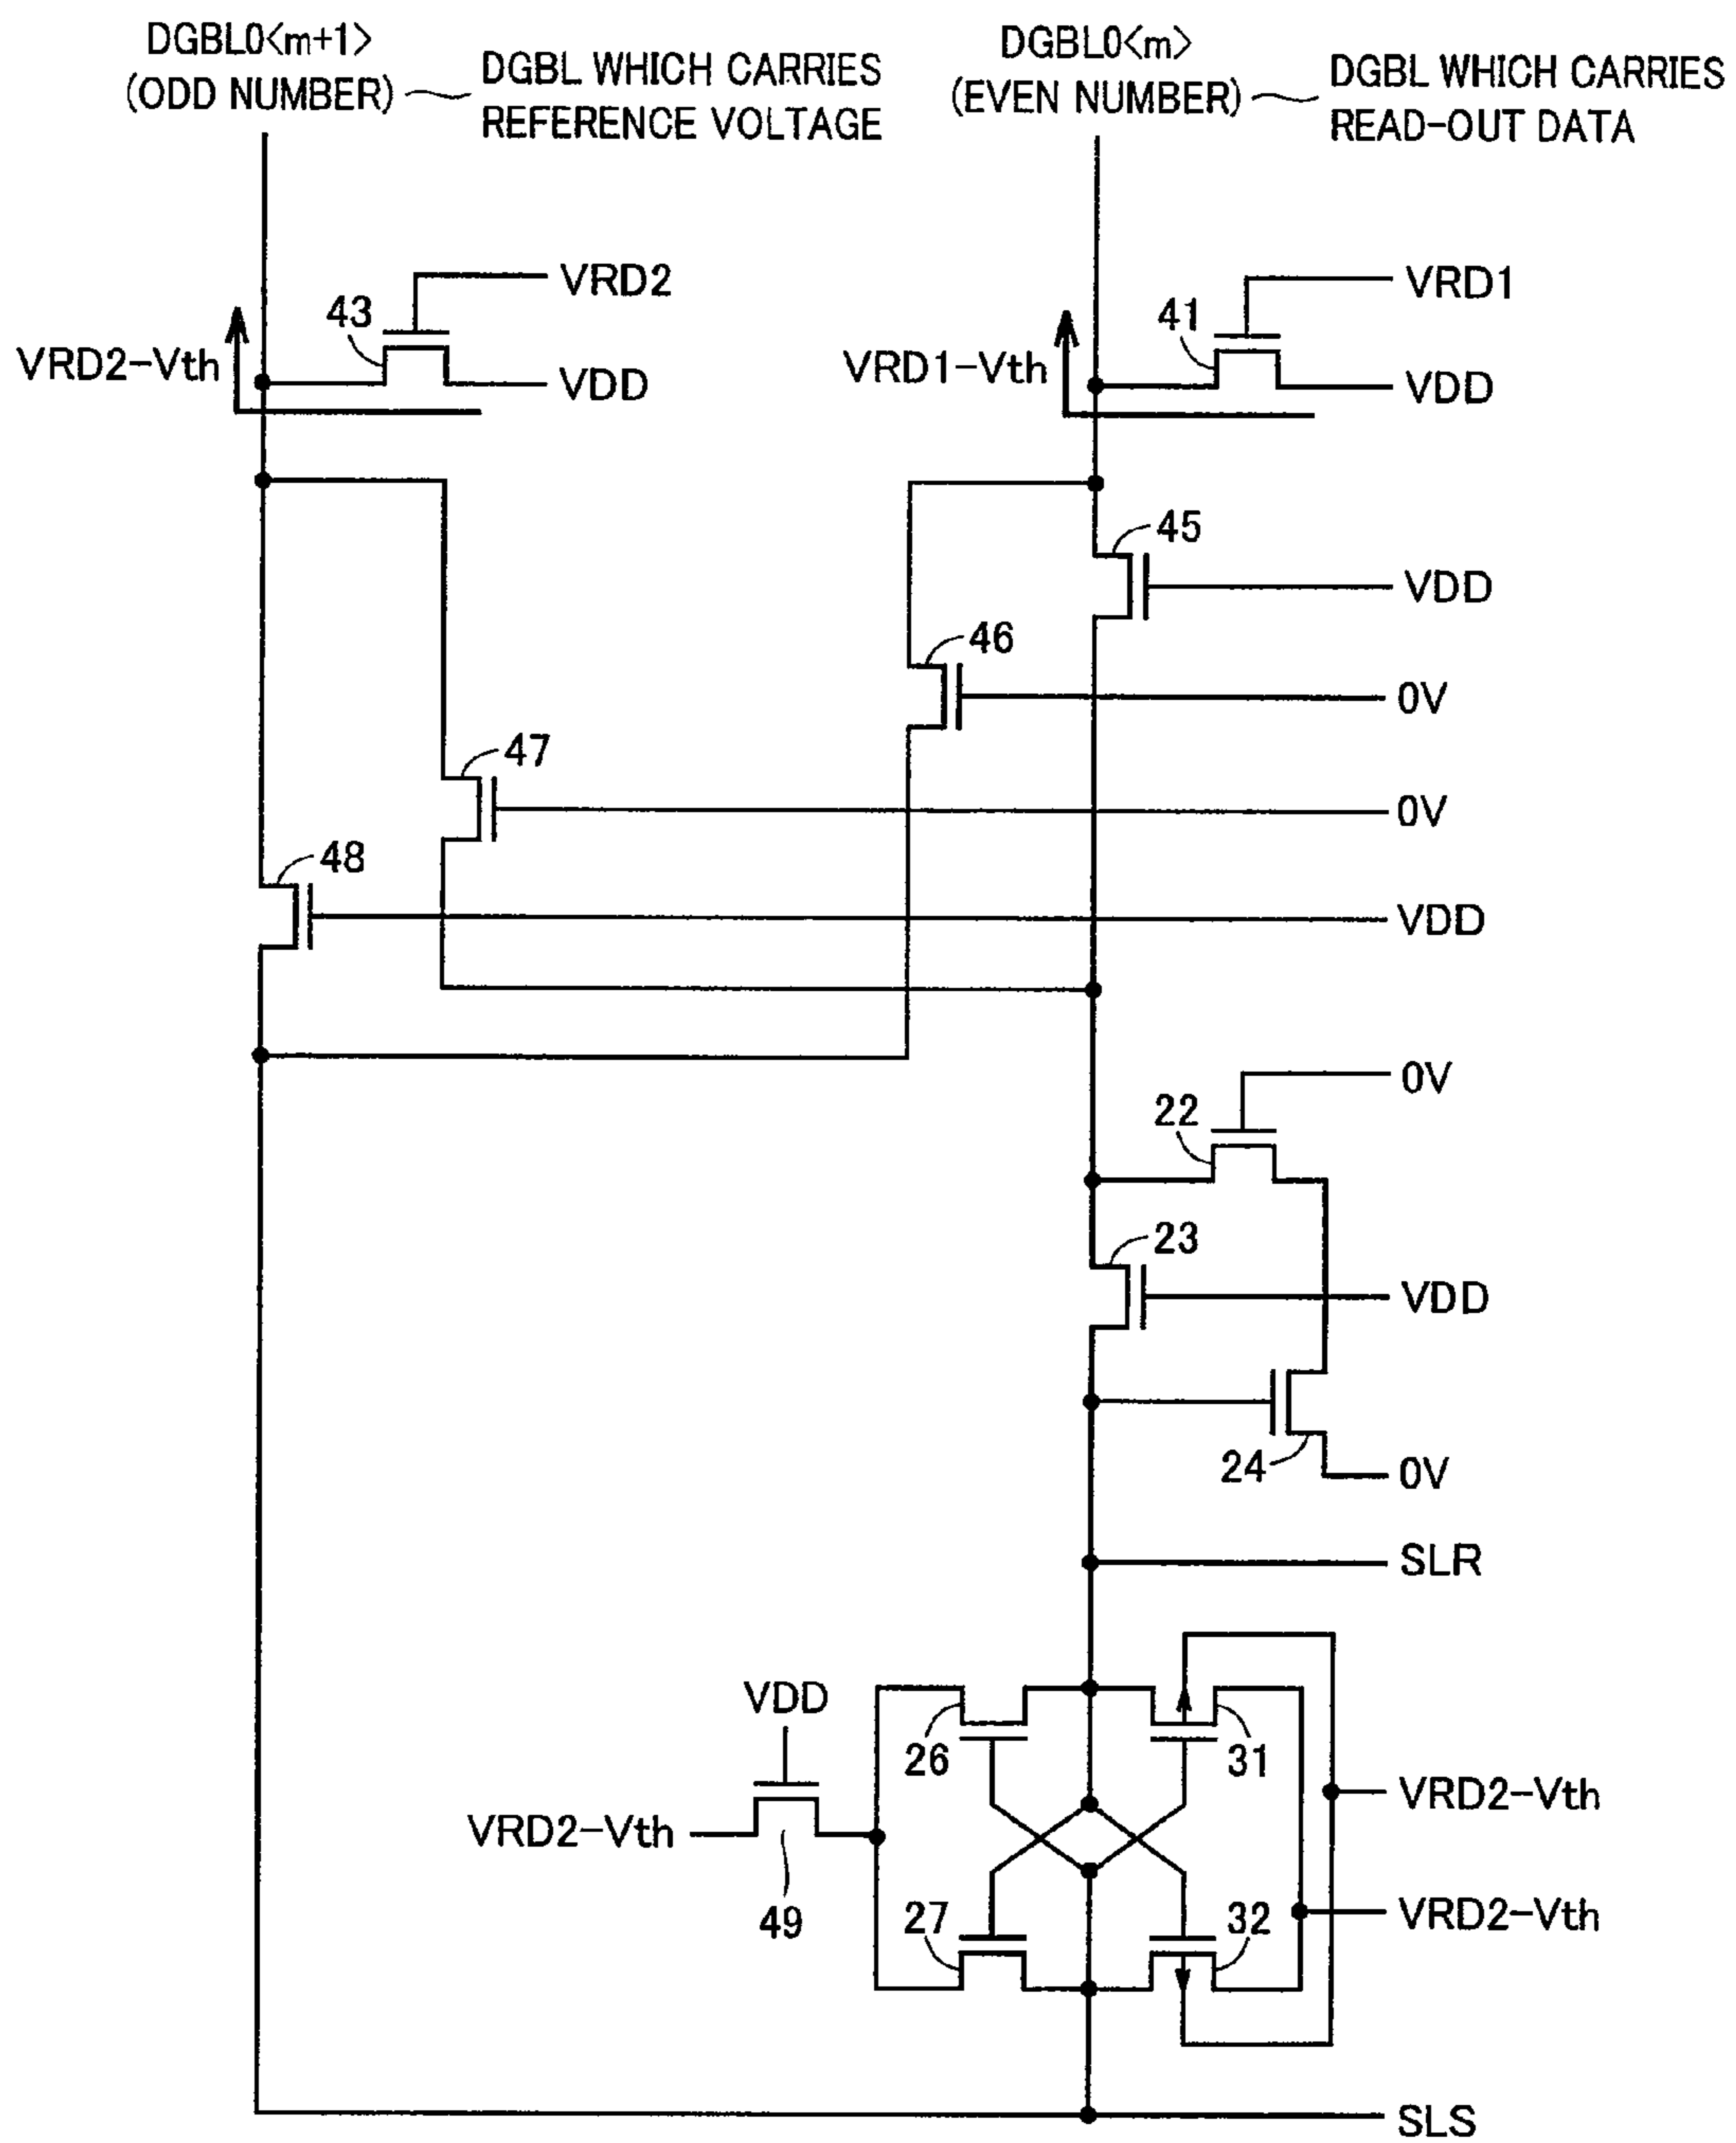 DGBL0<m+1>
(ODD NUMBER)
DGBL WHICH CARRIES
REFERENCE VOLTAGE
DGBL0<m>
(EVEN NUMBER)
DGBL WHICH CARRIES
READ-OUT DATA
VRD2
43
VRD2-Vth
VDD
VRD1
41
VRD1-Vth
VDD
45
VDD
46
0V
47
0V
48
VDD
0V
22
23
VDD
24
0V
SLR
VDD
26
31
VRD2-Vth
VRD2-Vth
49
27
32
VRD2-Vth
SLS